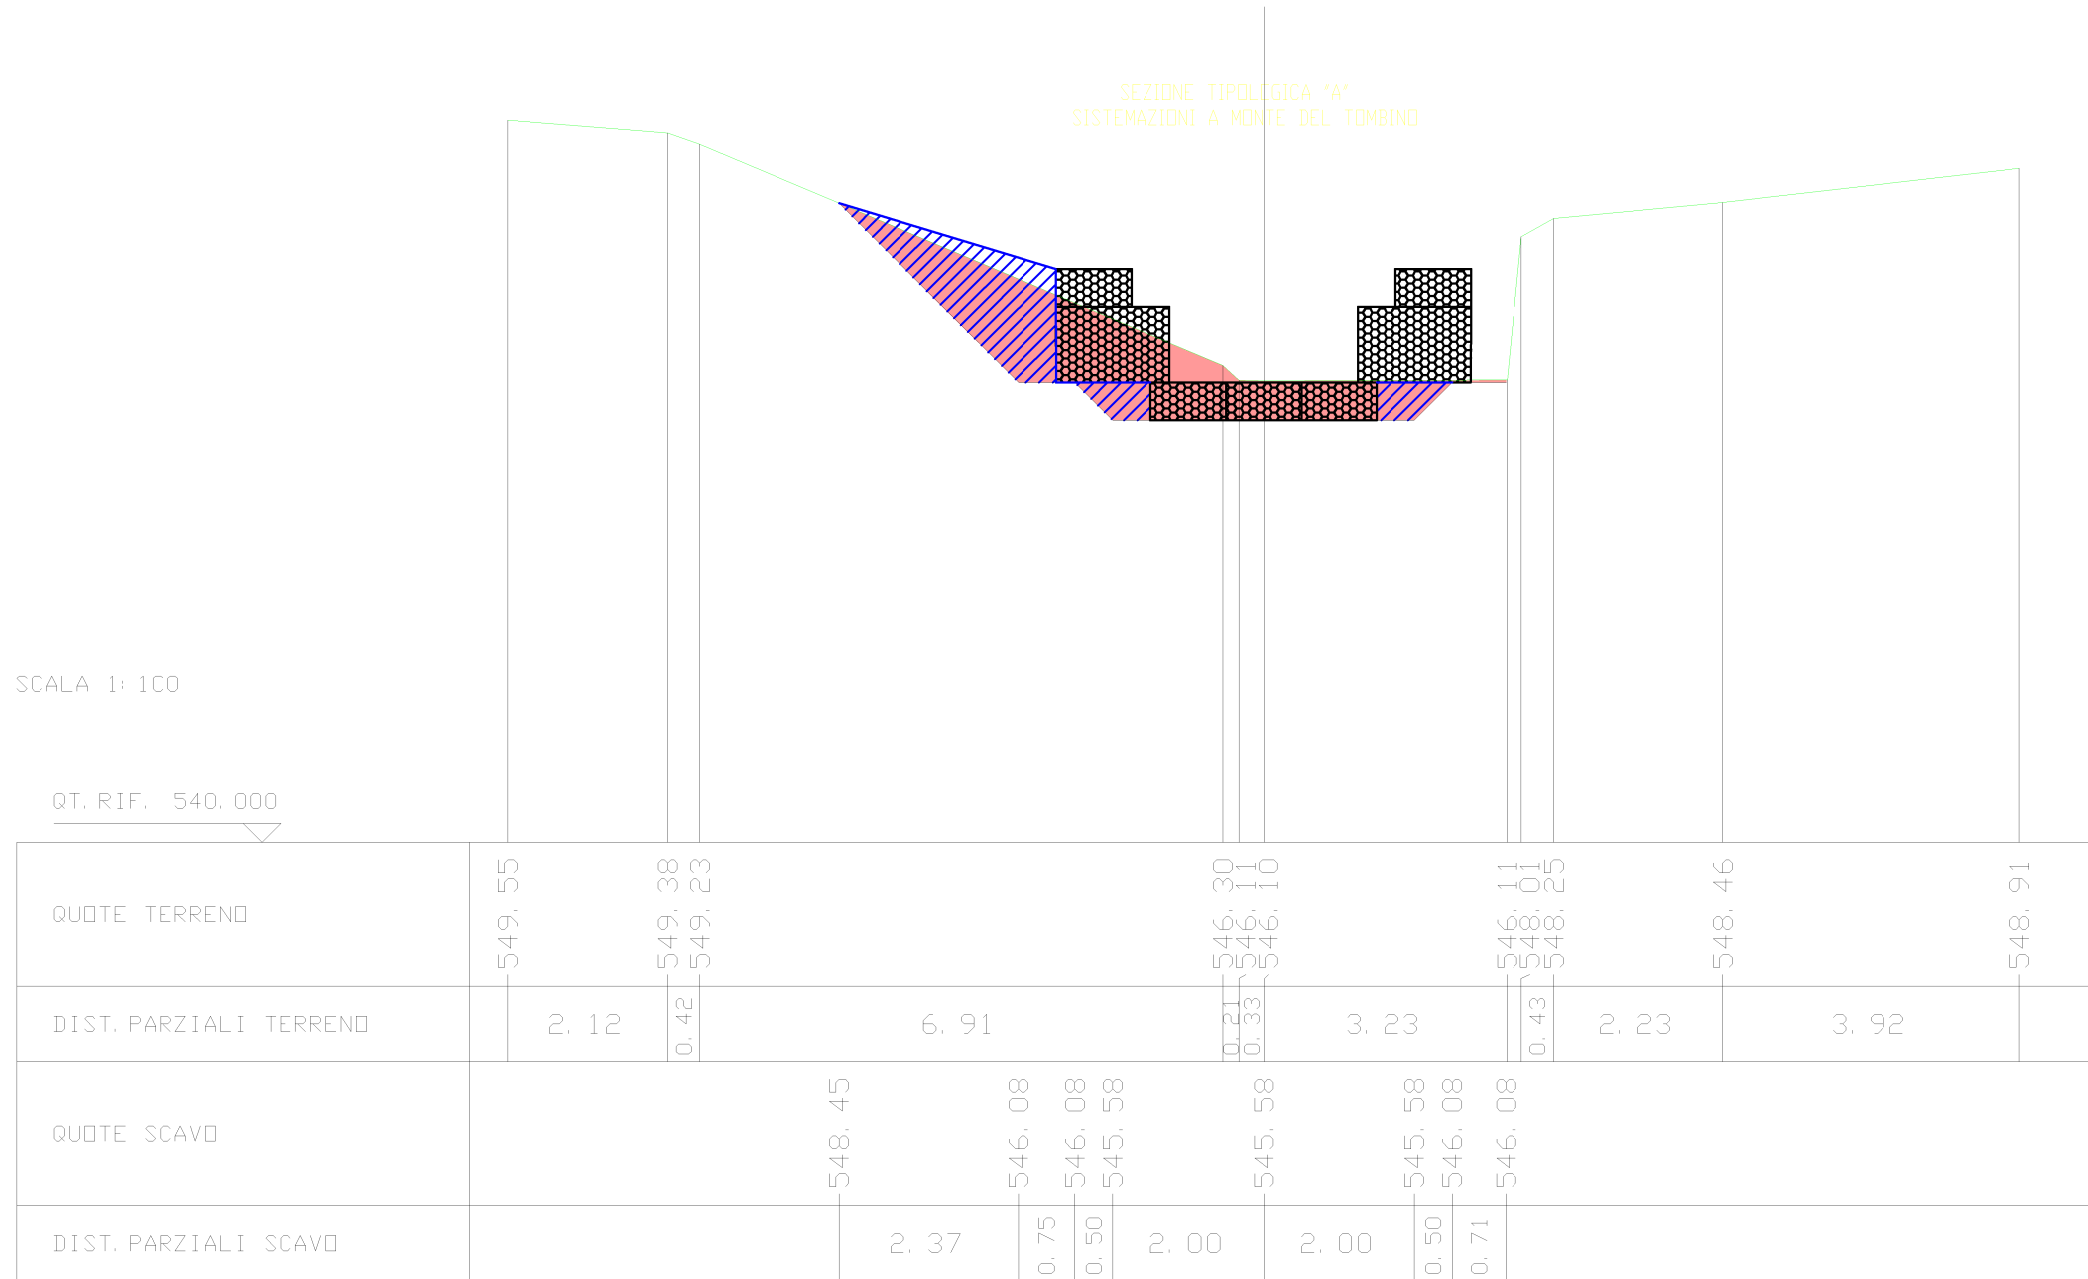 SEZIONE TIPOLOGICA "A"
SISTEMAZIONI A MONTE DEL TOMBINO
SCALA 1:100
QT.RIF. 540.000
QUOTE TERRENO 549.55 549.38 549.23 546.30 546.11 546.10 546.11 548.01 548.25 548.46 548.91
DIST.PARZIALI TERRENO 2.12 0.42 6.91 0.21 0.33 3.23 0.43 2.23 3.92
QUOTE SCAVO 548.45 546.08 546.08 545.58 545.58 545.58 546.08 546.08
DIST.PARZIALI SCAVO 2.37 0.75 0.50 2.00 2.00 0.50 0.71